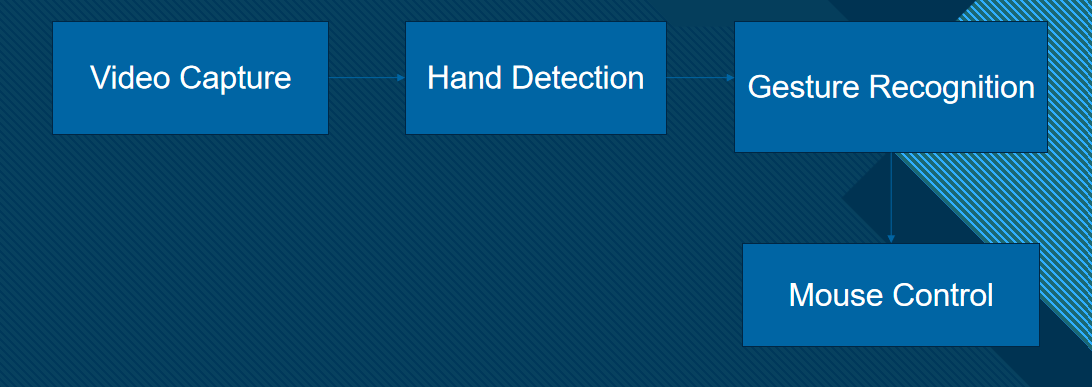 Video Capture
Hand Detection
Gesture Recognition
Mouse Control